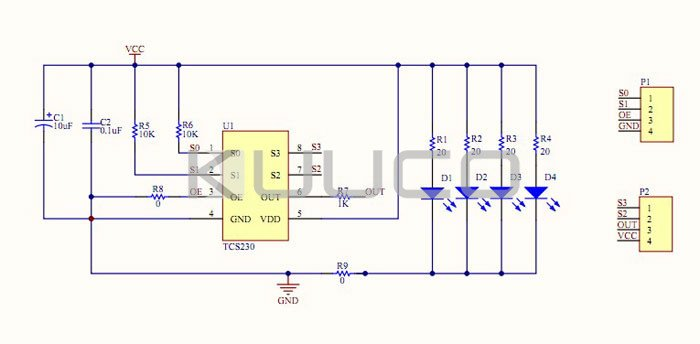 VCC
C1
10uF
C2
0.1uF
R5
10K
R6
10K
U1
S0 1 S0 S3 8 S3
S1 2 S1 S2 7 S2
R8
0
OE 3 OE OUT 6 R7 OUT
1K
4 GND VDD 5
TCS230
R1
20
R2
20
R3
20
R4
20
D1
D2
D3
D4
R9
0
GND
P1
S0 1
S1 2
OE 3
GND 4
P2
S3 1
S2 2
OUT 3
VCC 4
KUUCO